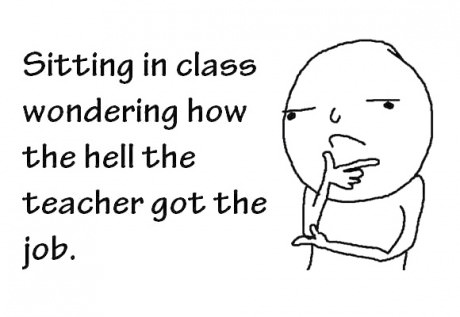 Sitting in class
wondering how
the hell the
teacher got the
job.